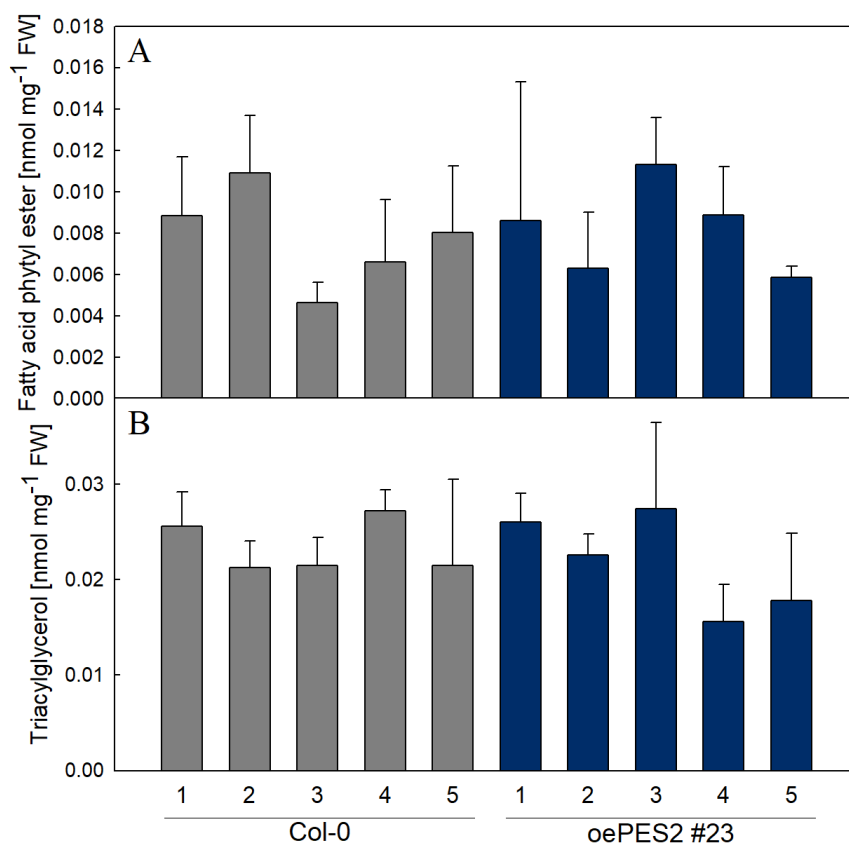 A
Fatty acid phytyl ester [nmol mg⁻¹ FW]
0.018
0.016
0.014
0.012
0.010
0.008
0.006
0.004
0.002
0.000
B
Triacylglycerol [nmol mg⁻¹ FW]
0.03
0.02
0.01
0.00
1 2 3 4 5 1 2 3 4 5
Col-0 oePES2 #23